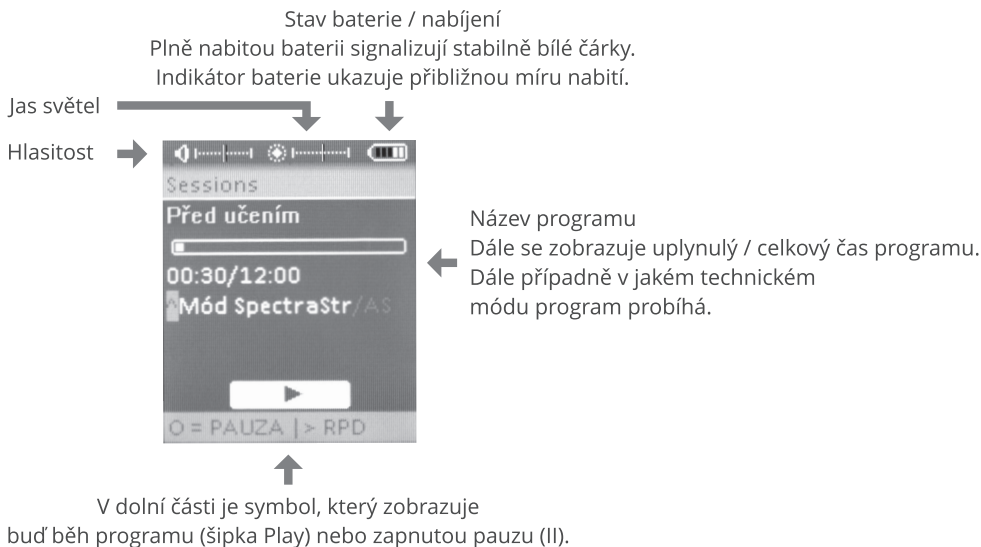 Stav baterie / nabíjení
Plně nabitou baterii signalizují stabilně bílé čárky.
Indikátor baterie ukazuje přibližnou míru nabití.
Jas světel
Hlasitost
Sessions
Před učením
00:30/12:00
^Mód SpectraStr/AS
O = PAUZA |> RPD
Název programu
Dále se zobrazuje uplynulý / celkový čas programu.
Dále případně v jakém technickém
módu program probíhá.
V dolní části je symbol, který zobrazuje
buď běh programu (šipka Play) nebo zapnutou pauzu (II).